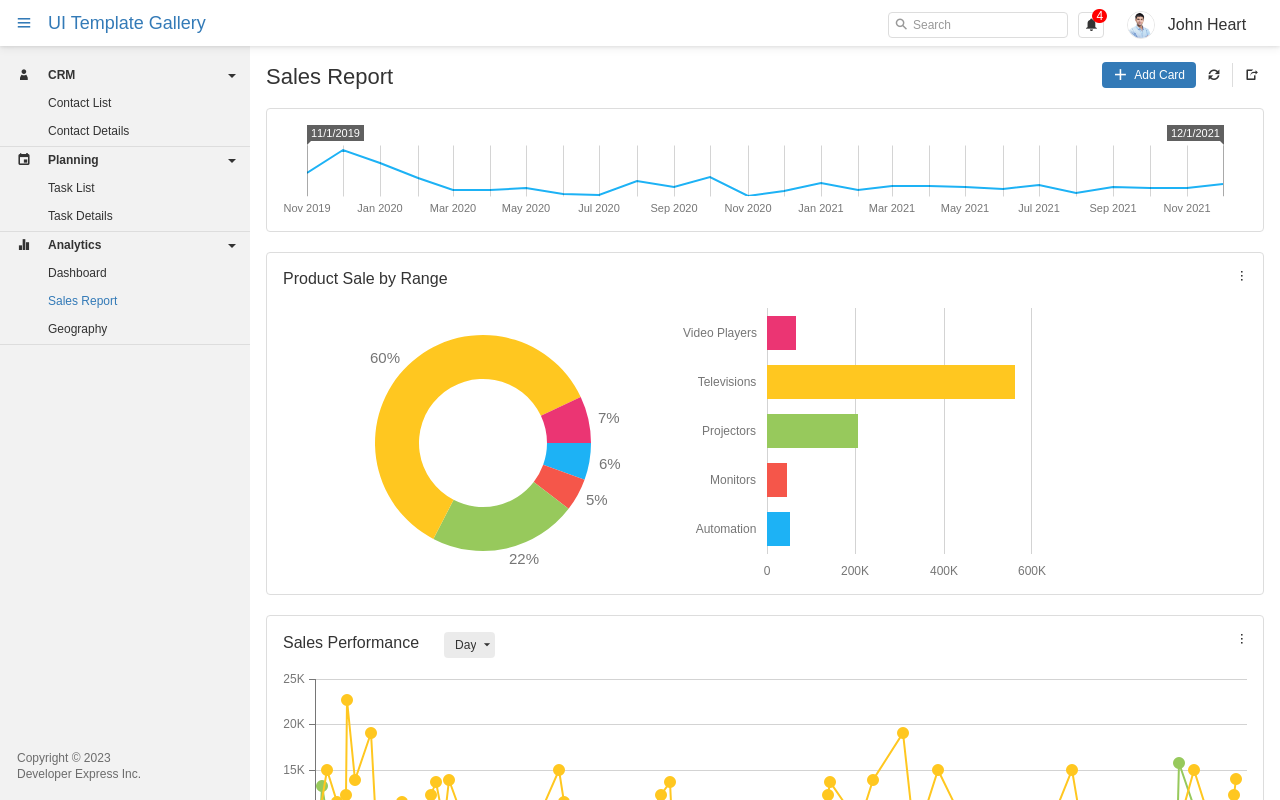 UI Template Gallery
Search
4
John Heart
CRM
Contact List
Contact Details
Planning
Task List
Task Details
Analytics
Dashboard
Sales Report
Geography
Copyright © 2023
Developer Express Inc.
Sales Report
Add Card
11/1/2019
12/1/2021
Nov 2019 Jan 2020 Mar 2020 May 2020 Jul 2020 Sep 2020 Nov 2020 Jan 2021 Mar 2021 May 2021 Jul 2021 Sep 2021 Nov 2021
Product Sale by Range
60%
7%
6%
5%
22%
Video Players
Televisions
Projectors
Monitors
Automation
0 200K 400K 600K
Sales Performance
Day
25K
20K
15K